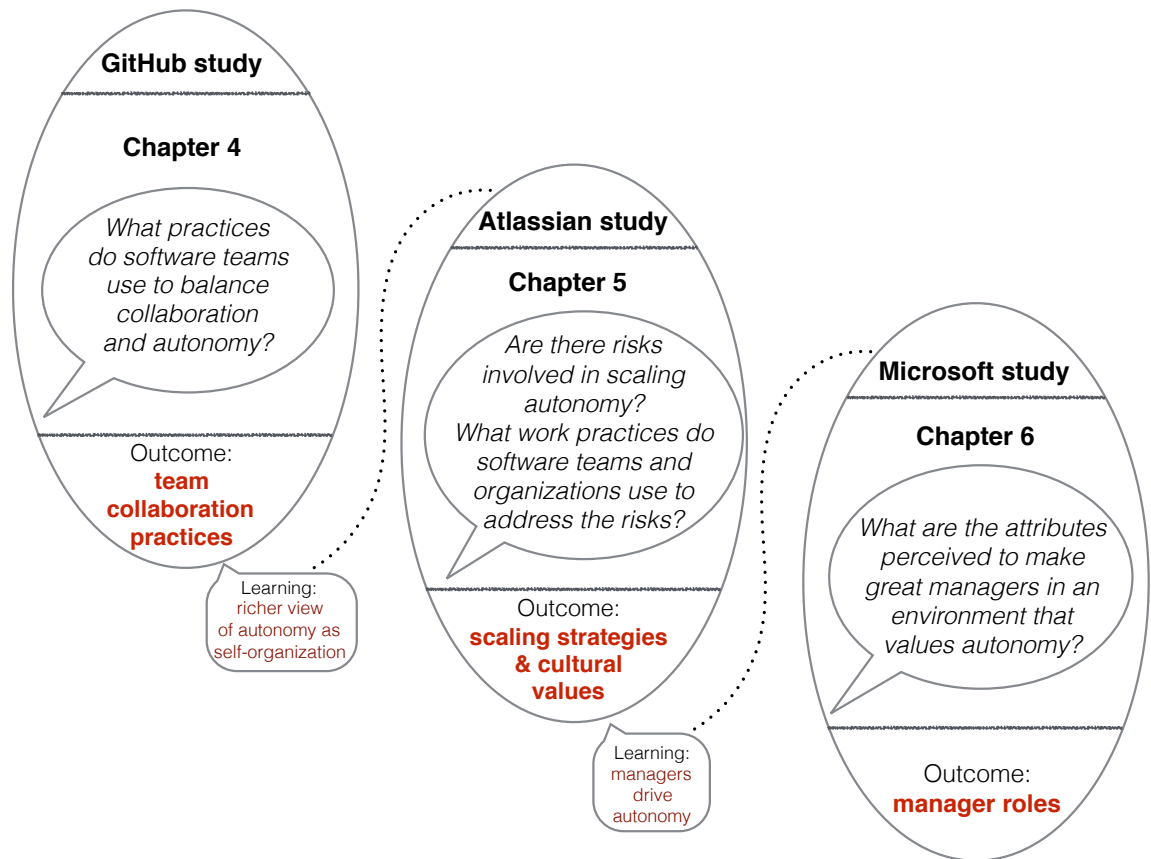 GitHub study
Chapter 4
What practices
do software teams
use to balance
collaboration
and autonomy?
Outcome:
team
collaboration
practices
Learning:
richer view
of autonomy as
self-organization
Atlassian study
Chapter 5
Are there risks
involved in scaling
autonomy?
What work practices do
software teams and
organizations use to
address the risks?
Outcome:
scaling strategies
& cultural
values
Learning:
managers
drive
autonomy
Microsoft study
Chapter 6
What are the attributes
perceived to make
great managers in an
environment that
values autonomy?
Outcome:
manager roles